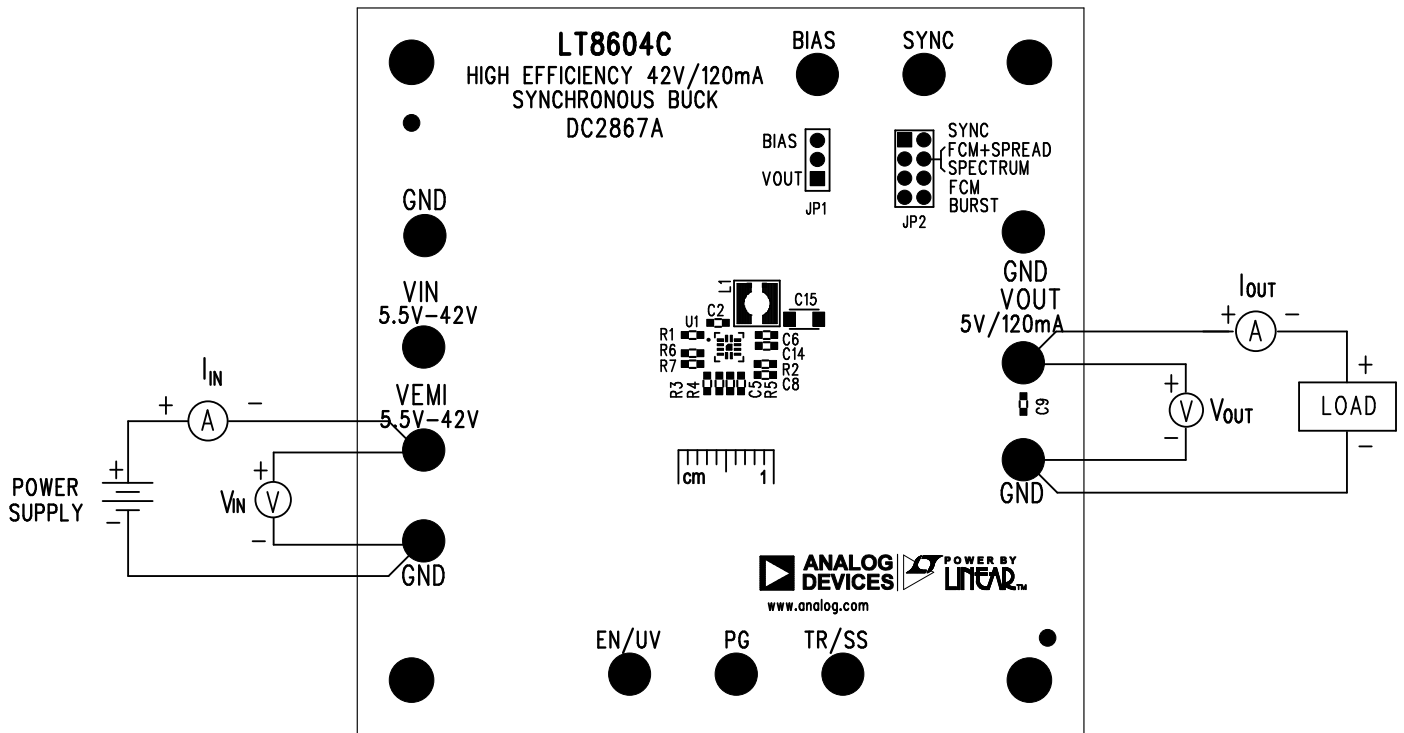 LT8604C
HIGH EFFICIENCY 42V/120mA
SYNCHRONOUS BUCK
DC2867A
BIAS
SYNC
BIAS
VOUT
JP1
SYNC
FCM+SPREAD
SPECTRUM
FCM
BURST
JP2
GND
VIN
5.5V-42V
VEMI
5.5V-42V
GND
IIN
+ A -
+
-
POWER
SUPPLY
+
VIN V
-
L1
C15
C2
U1
R1
R6
R7
R3
R4
C5
R5
C6
C14
R2
C8
cm 1
GND
VOUT
5V/120mA
C9
GND
IOUT
+ A -
+
V VOUT
-
+
LOAD
-
ANALOG
DEVICES
POWER BY
LINEAR™
www.analog.com
EN/UV
PG
TR/SS